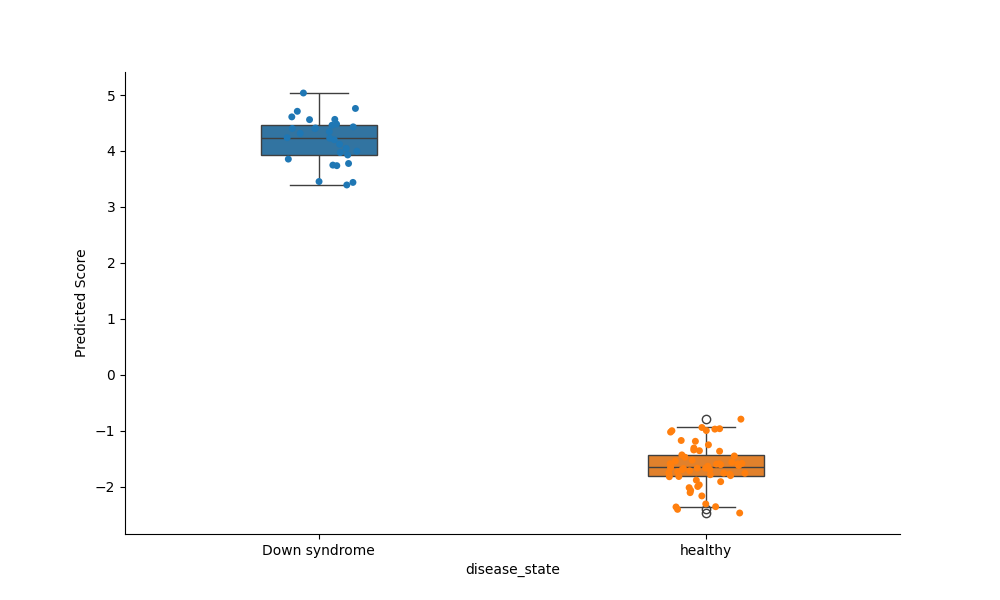 5
4
3
2
1
0
−1
−2
Predicted Score
Down syndrome
healthy
disease_state